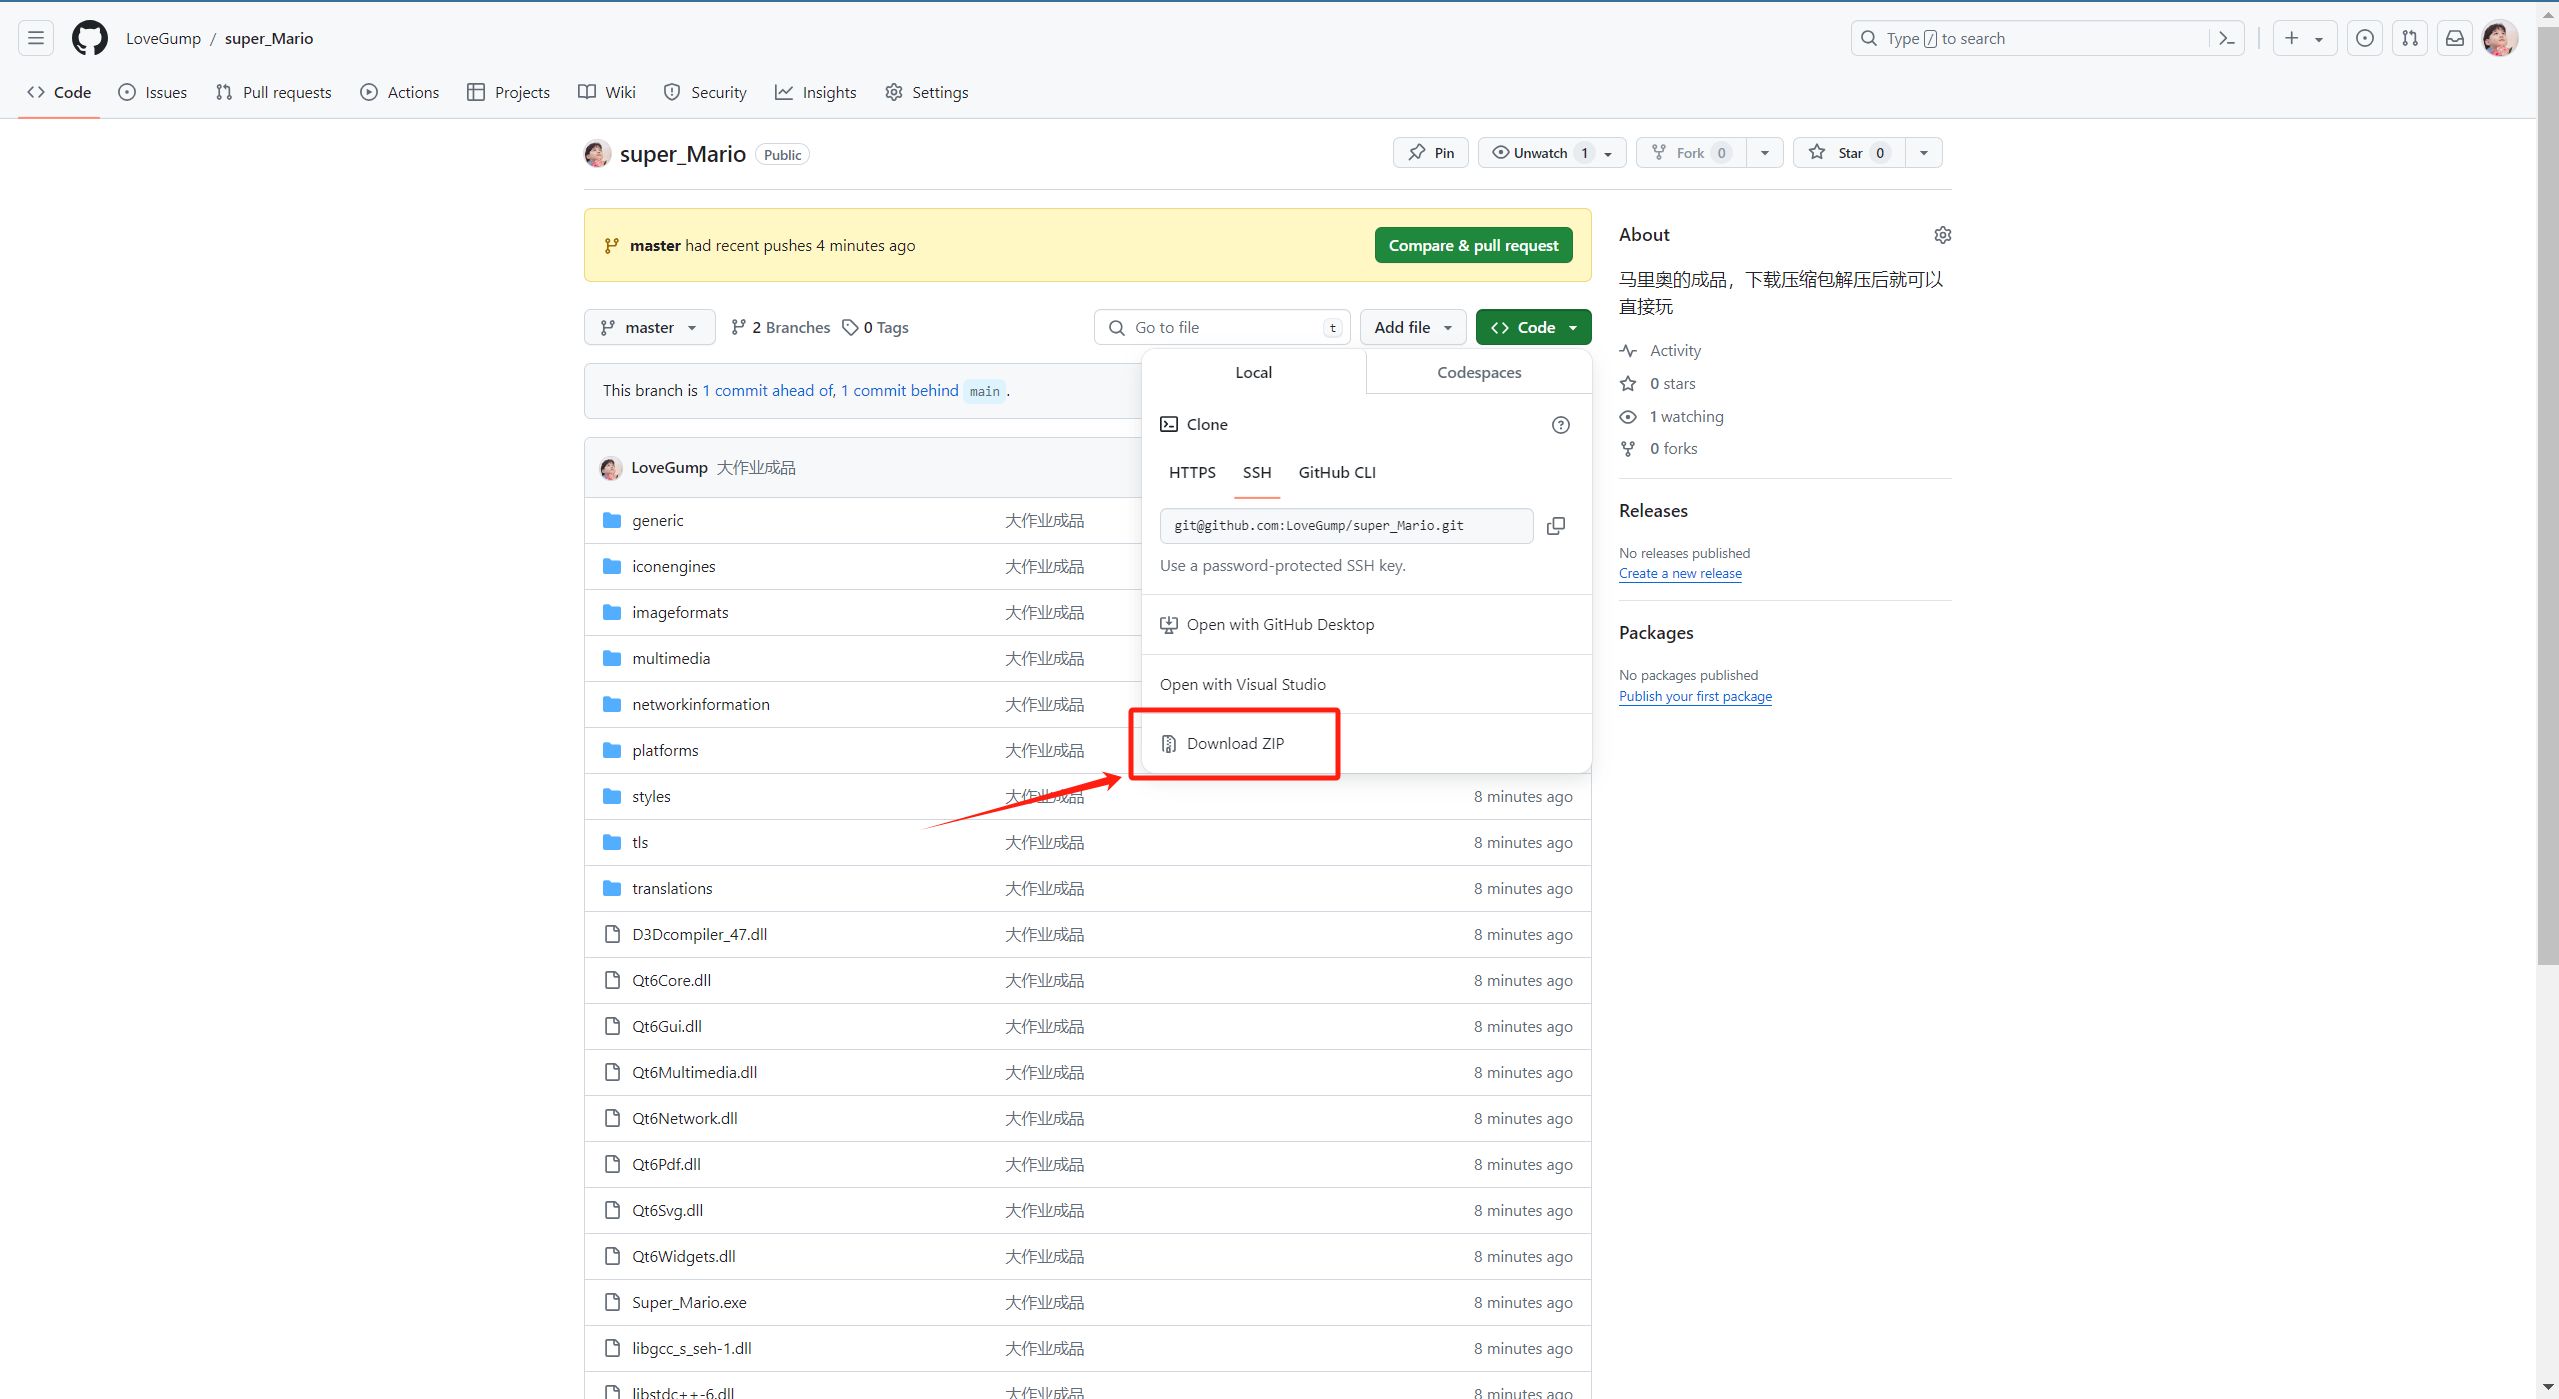 LoveGump / super_Mario
Type / to search
Code Issues Pull requests Actions Projects Wiki Security Insights Settings
super_Mario Public
Pin Unwatch 1 Fork 0 Star 0
master had recent pushes 4 minutes ago
Compare & pull request
master 2 Branches 0 Tags
Go to file t Add file Code
This branch is 1 commit ahead of, 1 commit behind main .
LoveGump 大作业成品
generic 大作业成品
iconengines 大作业成品
imageformats 大作业成品
multimedia 大作业成品
networkinformation 大作业成品
platforms 大作业成品
styles 大作业成品 8 minutes ago
tls 大作业成品 8 minutes ago
translations 大作业成品 8 minutes ago
D3Dcompiler_47.dll 大作业成品 8 minutes ago
Qt6Core.dll 大作业成品 8 minutes ago
Qt6Gui.dll 大作业成品 8 minutes ago
Qt6Multimedia.dll 大作业成品 8 minutes ago
Qt6Network.dll 大作业成品 8 minutes ago
Qt6Pdf.dll 大作业成品 8 minutes ago
Qt6Svg.dll 大作业成品 8 minutes ago
Qt6Widgets.dll 大作业成品 8 minutes ago
Super_Mario.exe 大作业成品 8 minutes ago
libgcc_s_seh-1.dll 大作业成品 8 minutes ago
libstdc++-6.dll 大作业成品 8 minutes ago
Local Codespaces
Clone
HTTPS SSH GitHub CLI
git@github.com:LoveGump/super_Mario.git
Use a password-protected SSH key.
Open with GitHub Desktop
Open with Visual Studio
Download ZIP
About
马里奥的成品，下载压缩包解压后就可以
直接玩
Activity
0 stars
1 watching
0 forks
Releases
No releases published
Create a new release
Packages
No packages published
Publish your first package